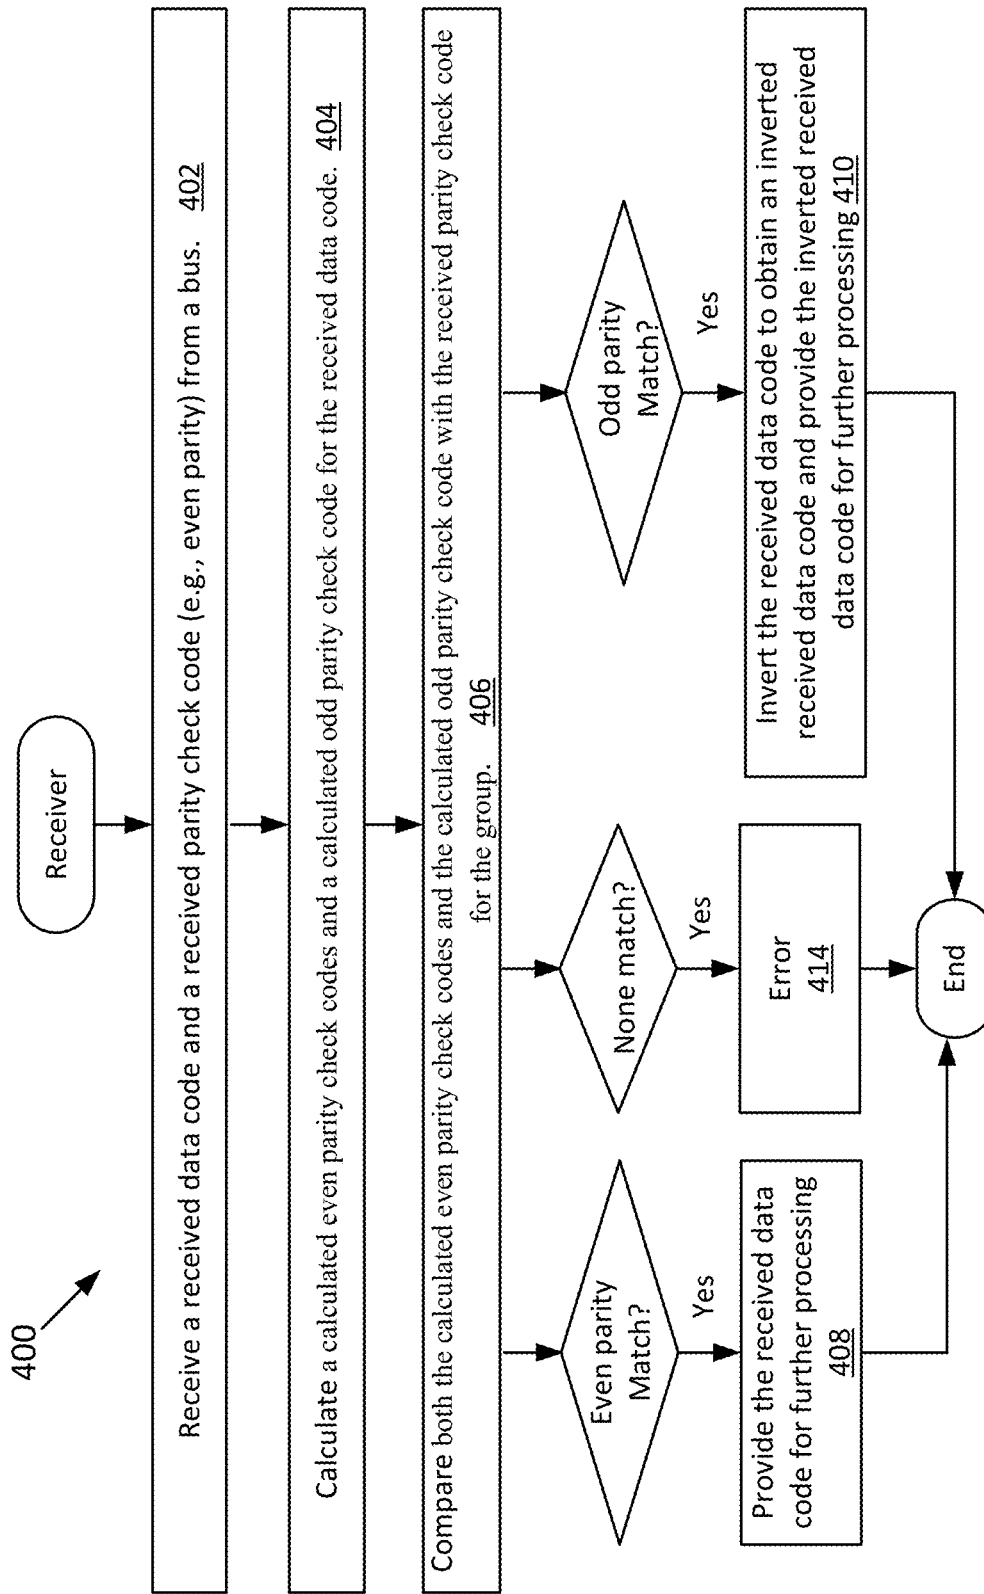 400
Receiver
Receive a received data code and a received parity check code (e.g., even parity) from a bus. 402
Calculate a calculated even parity check codes and a calculated odd parity check code for the received data code. 404
Compare both the calculated even parity check codes and the calculated odd parity check code with the received parity check code
for the group. 406
Even parity
Match?
Yes
None match?
Yes
Odd parity
Match?
Yes
Provide the received data
code for further processing
408
Error
414
Invert the received data code to obtain an inverted
received data code and provide the inverted received
data code for further processing 410
End